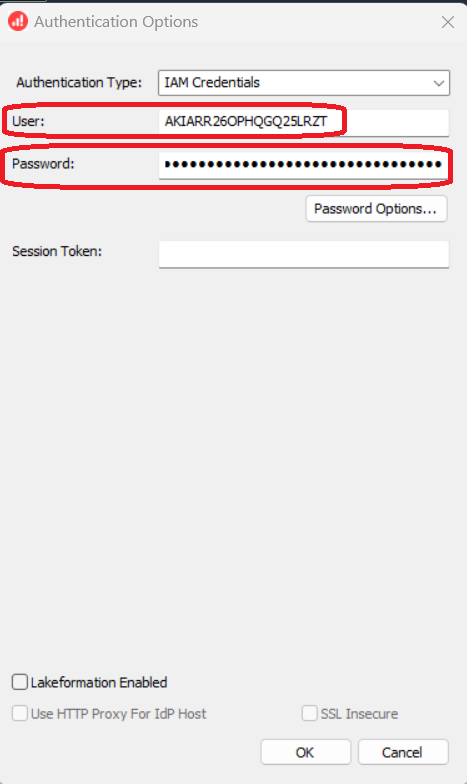 Authentication Options
Authentication Type: IAM Credentials
User: AKIARR26OPHQGQ25LRZT
Password: ••••••••••••••••••••••••••••••••
Password Options...
Session Token:
Lakeformation Enabled
Use HTTP Proxy For IdP Host SSL Insecure
OK Cancel